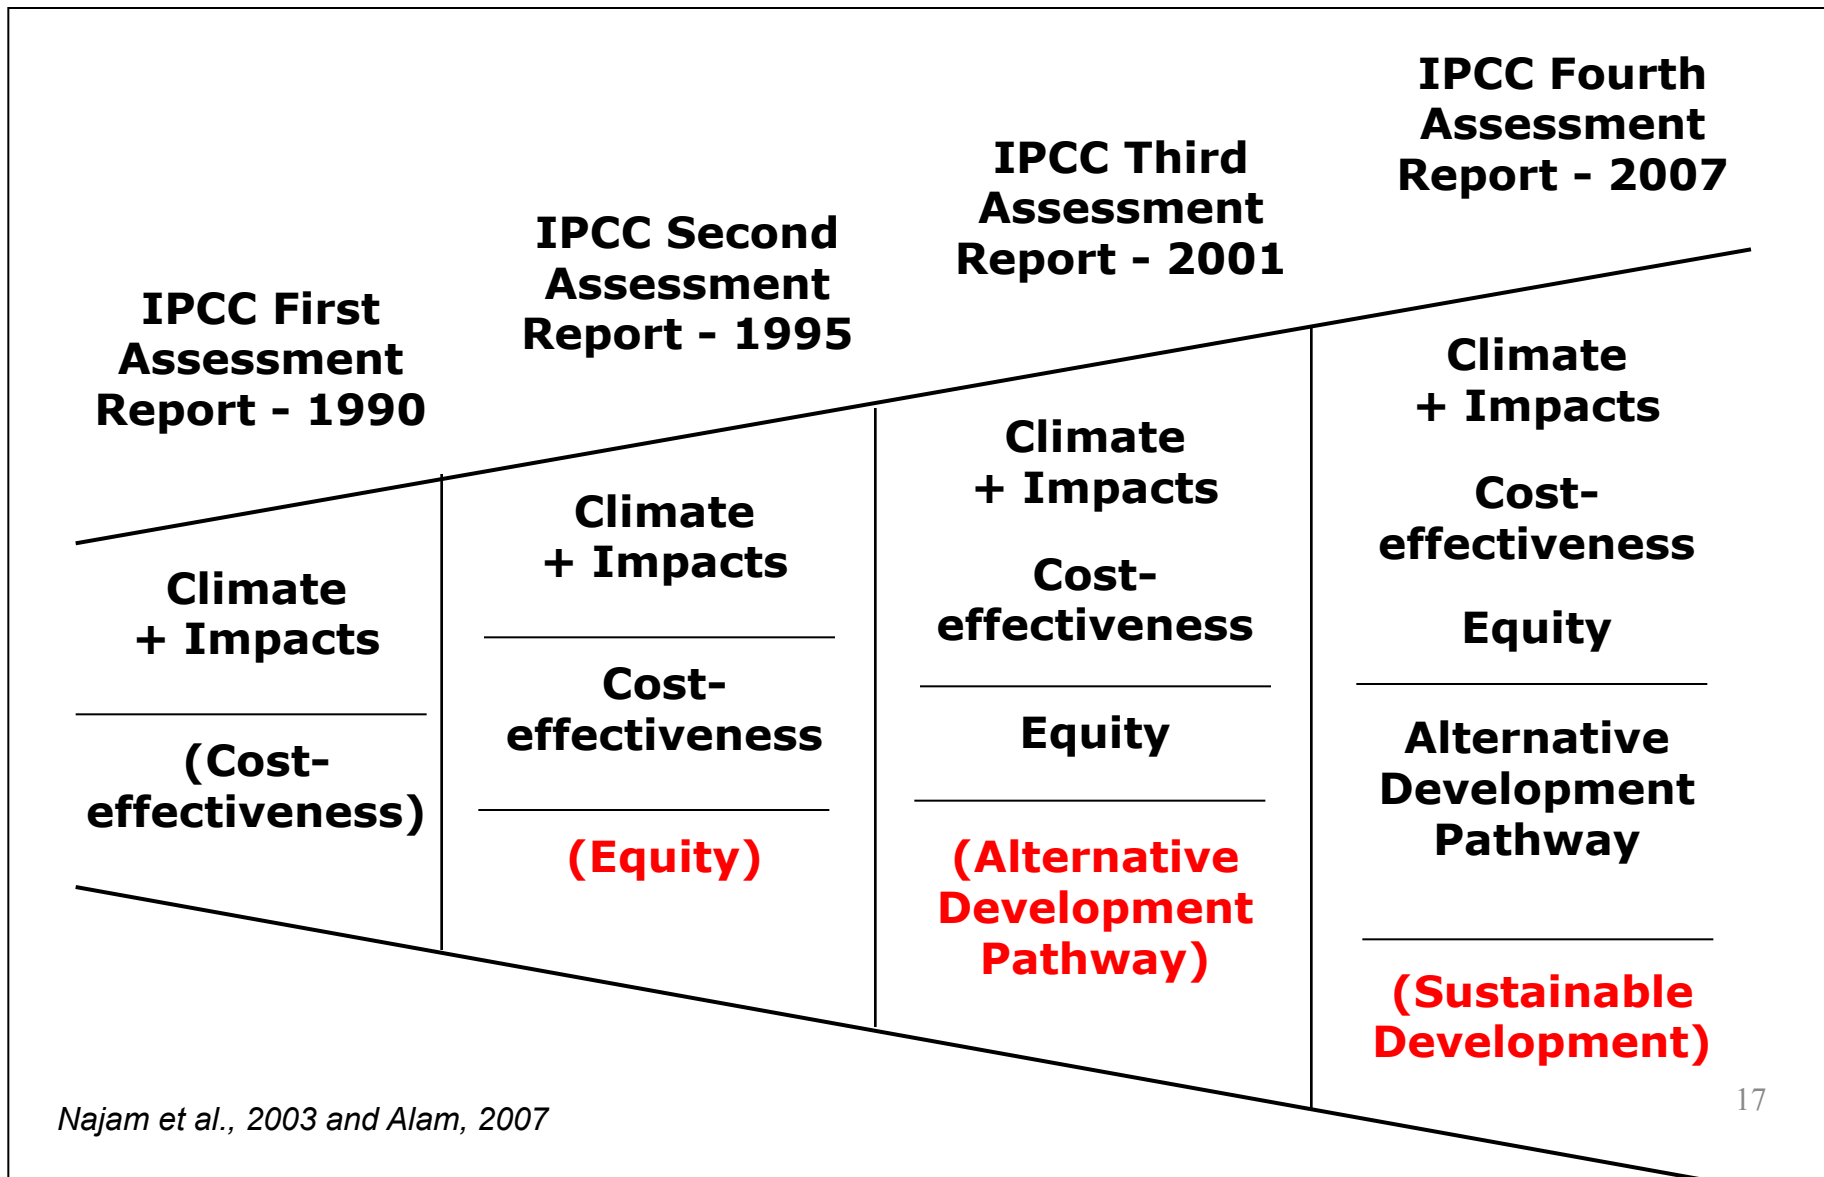 IPCC First
Assessment
Report - 1990
IPCC Second
Assessment
Report - 1995
IPCC Third
Assessment
Report - 2001
IPCC Fourth
Assessment
Report - 2007
Climate
+ Impacts
(Cost-
effectiveness)
Climate
+ Impacts
Cost-
effectiveness
(Equity)
Climate
+ Impacts
Cost-
effectiveness
Equity
(Alternative
Development
Pathway)
Climate
+ Impacts
Cost-
effectiveness
Equity
Alternative
Development
Pathway
(Sustainable
Development)
Najam et al., 2003 and Alam, 2007
17